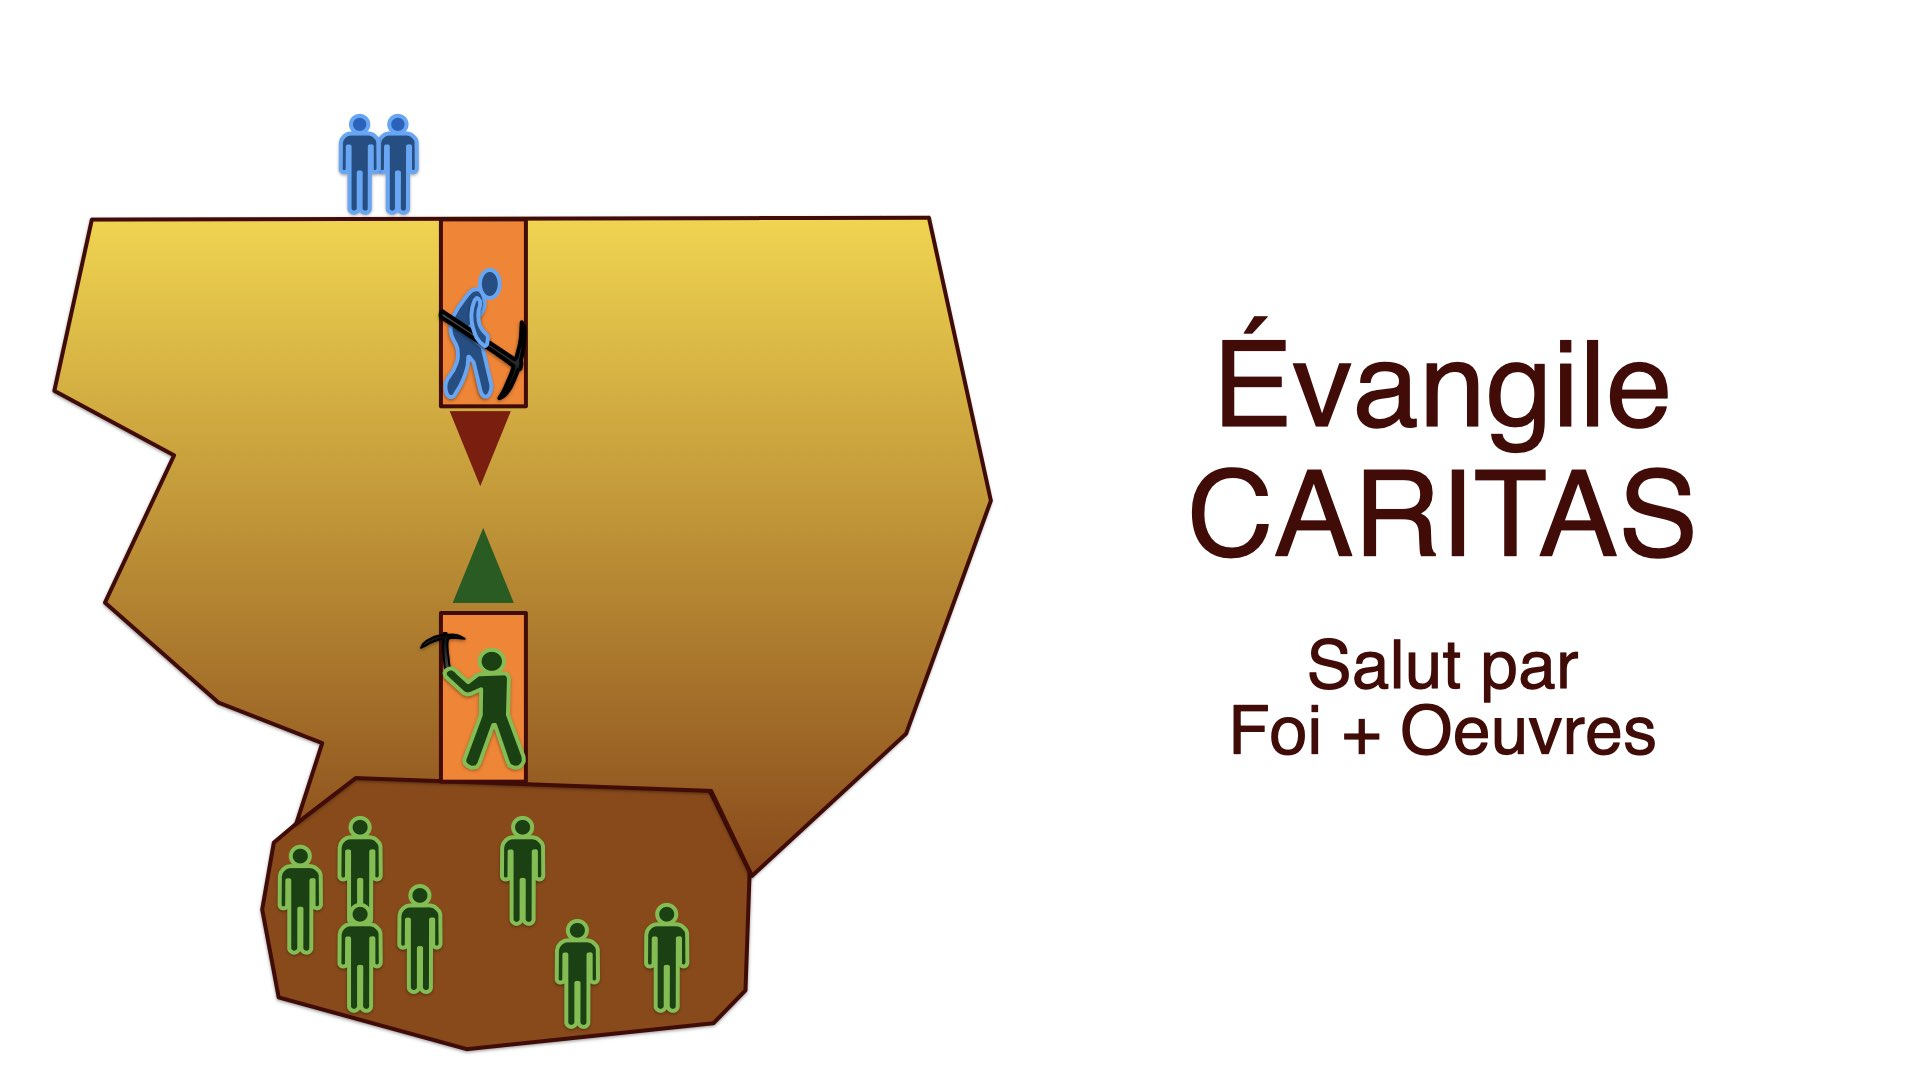 Évangile
CARITAS
Salut par
Foi + Oeuvres